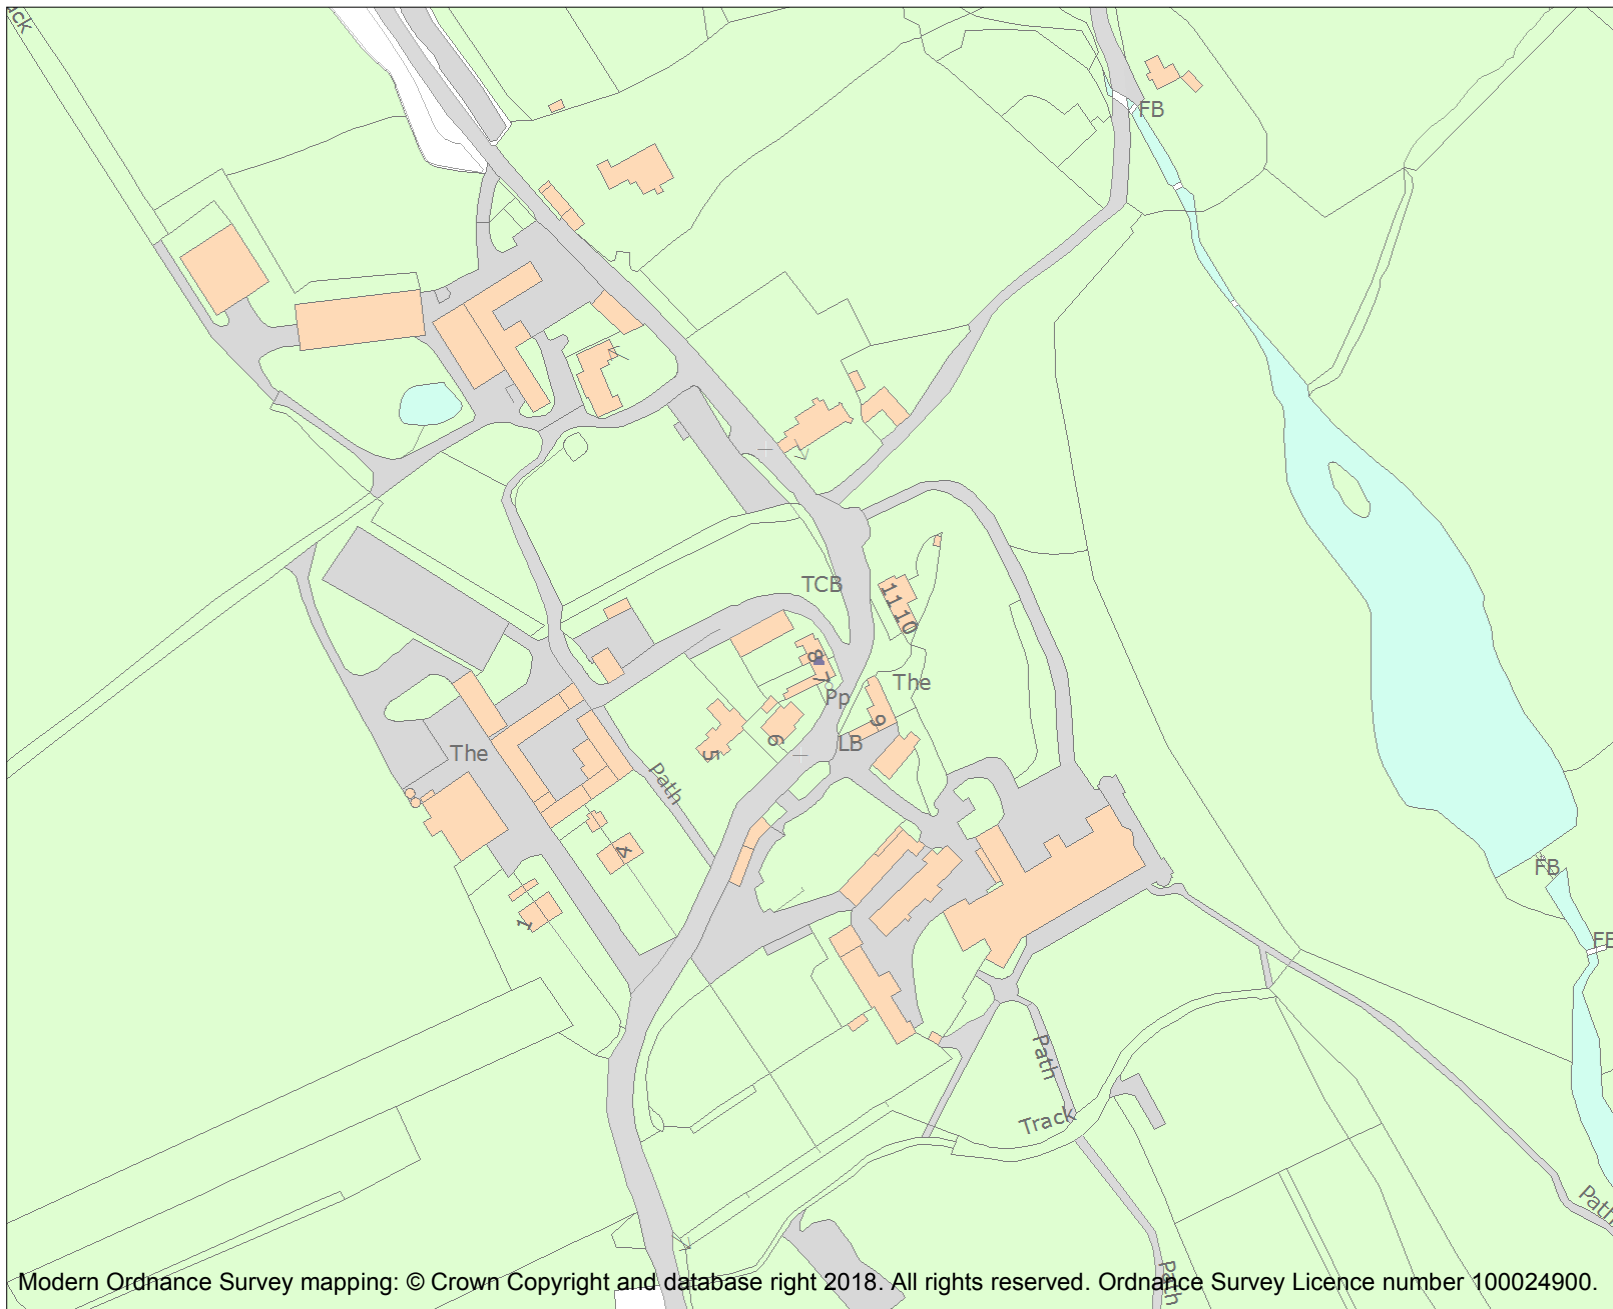 ck
FB
TCB
11
10
8
7
The
Pp
9
6
5
LB
The
Path
4
FB
1
FB
Path
Track
Path
Path
Modern Ordnance Survey mapping: © Crown Copyright and database right 2018. All rights reserved. Ordnance Survey Licence number 100024900.